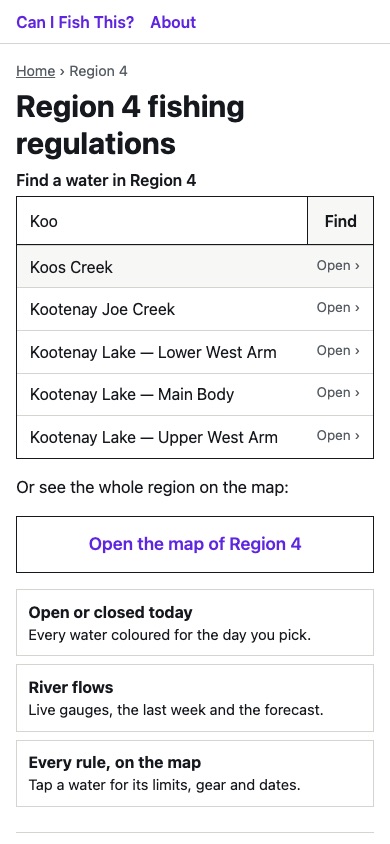 Can I Fish This? About
Home › Region 4
Region 4 fishing
regulations
Find a water in Region 4
Koo Find
Koos Creek Open ›
Kootenay Joe Creek Open ›
Kootenay Lake — Lower West Arm Open ›
Kootenay Lake — Main Body Open ›
Kootenay Lake — Upper West Arm Open ›
Or see the whole region on the map:
Open the map of Region 4
Open or closed today
Every water coloured for the day you pick.
River flows
Live gauges, the last week and the forecast.
Every rule, on the map
Tap a water for its limits, gear and dates.